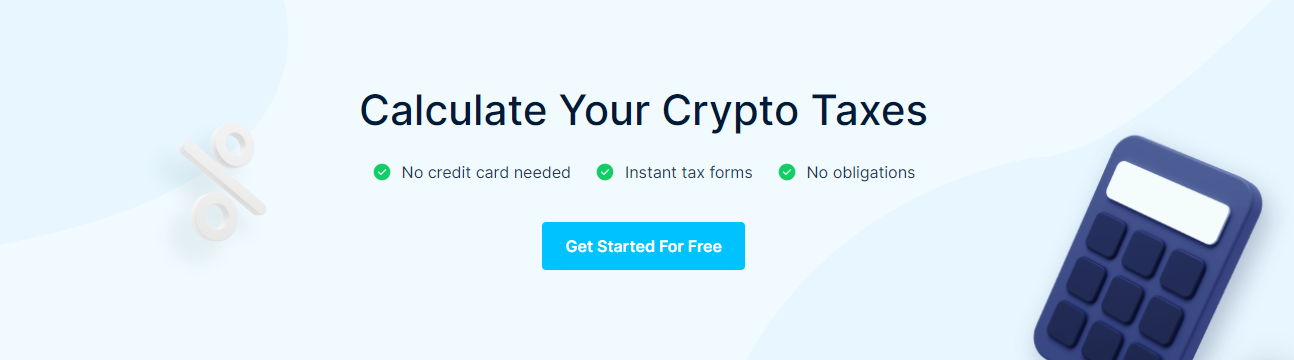 Calculate Your Crypto Taxes
No credit card needed Instant tax forms No obligations
Get Started For Free